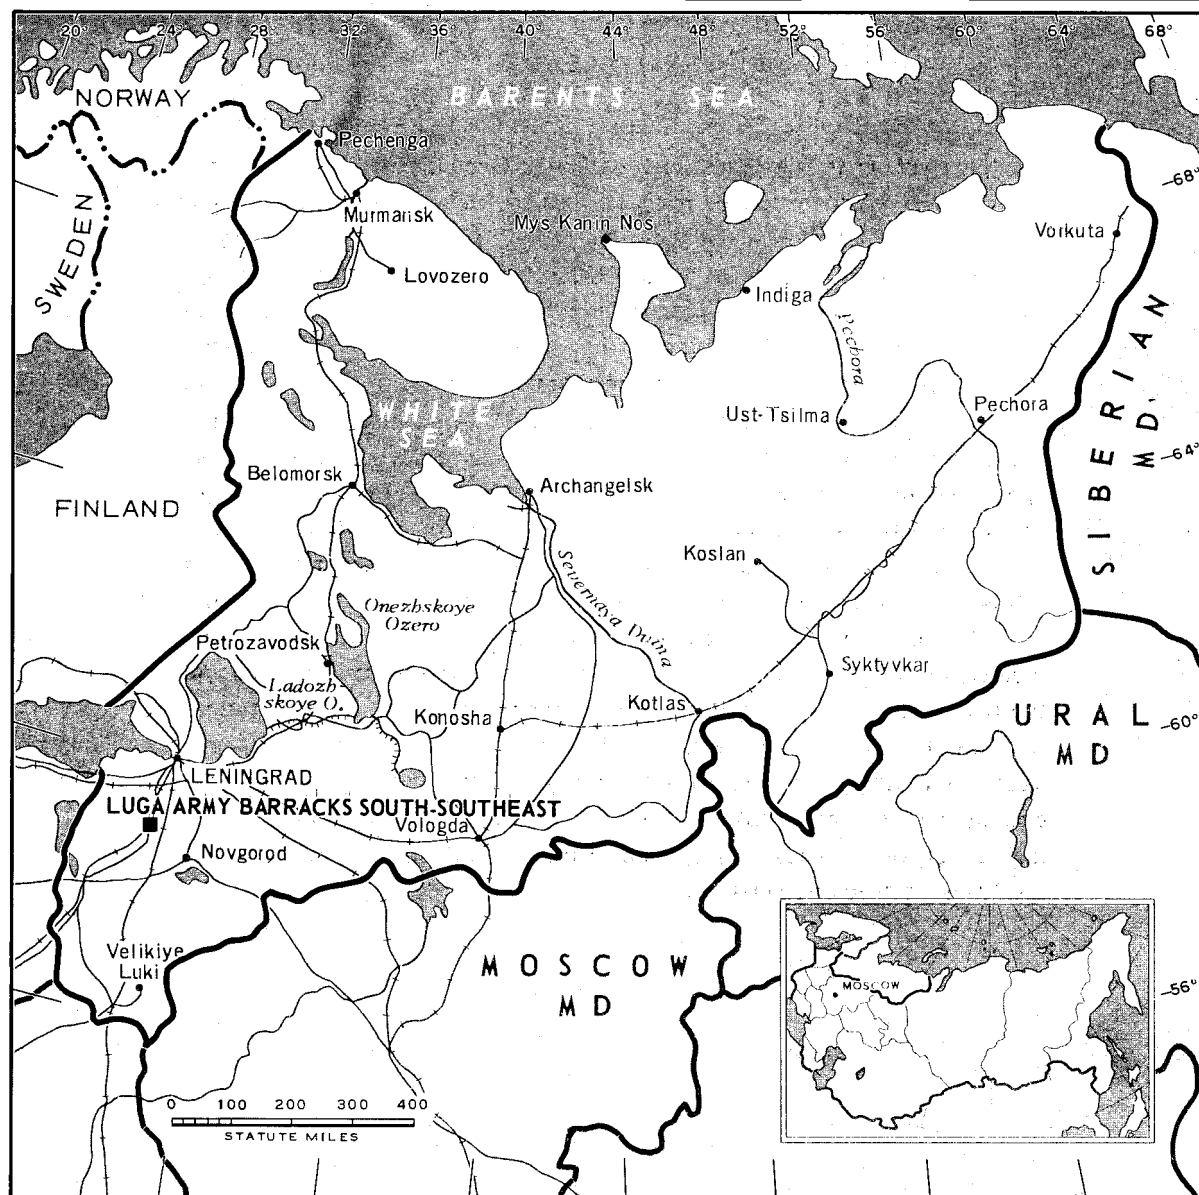 20° 24° 28° 32° 36° 40° 44° 48° 52° 56° 60° 64° 68°
NORWAY
BARENTS SEA
Pechenga
68°
SWEDEN
Murmansk
Mys Kanin Nos
Vorkuta
Lovozero
Indiga
Pechora
SIBERIAN
MD
WHITE
SEA
Ust-Tsilma
Pechora
64°
Belomorsk
Archangelsk
FINLAND
Koslan
Severnaya Dvina
Onezhskoye
Ozero
Petrozavodsk
Syktyvkar
Ladozh-
skoye O.
Kotlas
Konosha
URAL
MD
60°
LENINGRAD
LUGA ARMY BARRACKS SOUTH-SOUTHEAST
Vologda
Novgorod
Velikiye
Luki
MOSCOW
MD
MOSCOW
56°
0 100 200 300 400
STATUTE MILES